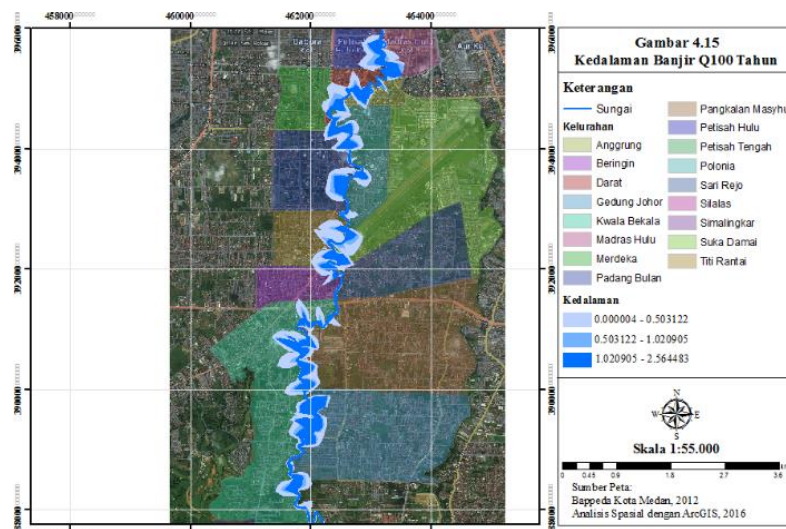 458000 460000 462000 464000
396000
394000
392000
390000
Gambar 4.15
Kedalaman Banjir Q100 Tahun
Keterangan
Sungai
Kelurahan
Anggrung
Beringin
Darat
Gedung Johor
Kwala Bekala
Madras Hulu
Merdeka
Padang Bulan
Pangkalan Masyhu
Petisah Hulu
Petisah Tengah
Polonia
Sari Rejo
Silalas
Simalingkar
Suka Damai
Titi Rantai
Kedalaman
0.000004 - 0.503122
0.503122 - 1.020905
1.020905 - 2.564483
N
W E
S
Skala 1:55.000
0 0.45 0.9 1.8 2.7 3.6
Sumber Peta:
Bappeda Kota Medan, 2012
Analisis Spasial dengan ArcGIS, 2016